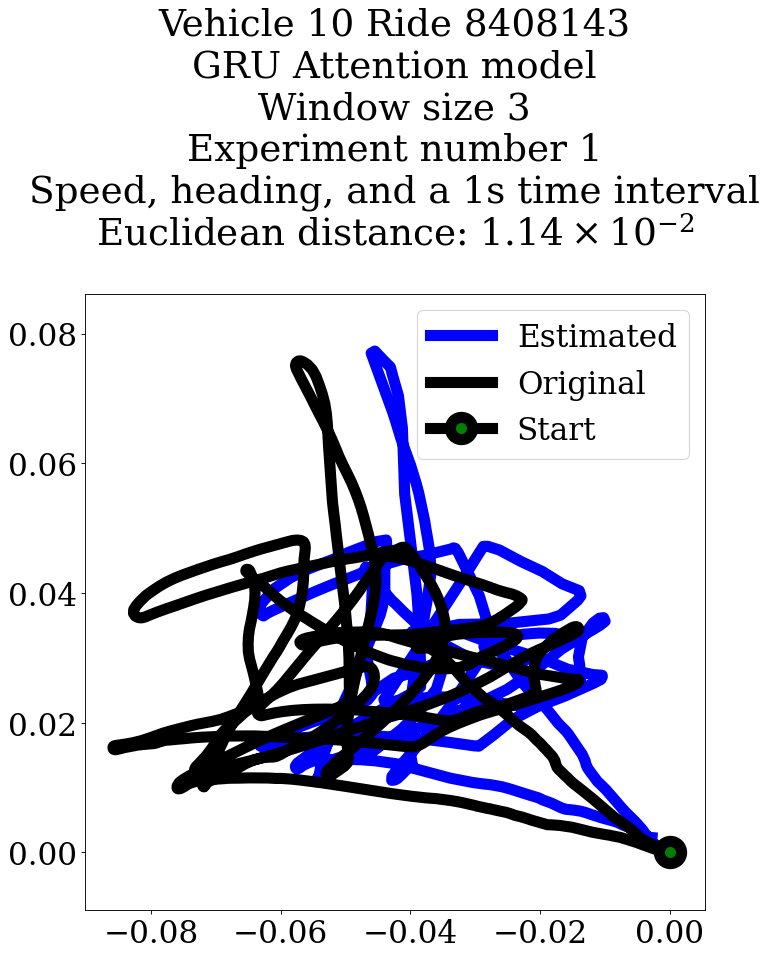 Vehicle 10 Ride 8408143
GRU Attention model
Window size 3
Experiment number 1
Speed, heading, and a 1s time interval
Euclidean distance: 1.14 × 10⁻²
Estimated
Original
Start
0.08
0.06
0.04
0.02
0.00
−0.08 −0.06 −0.04 −0.02 0.00